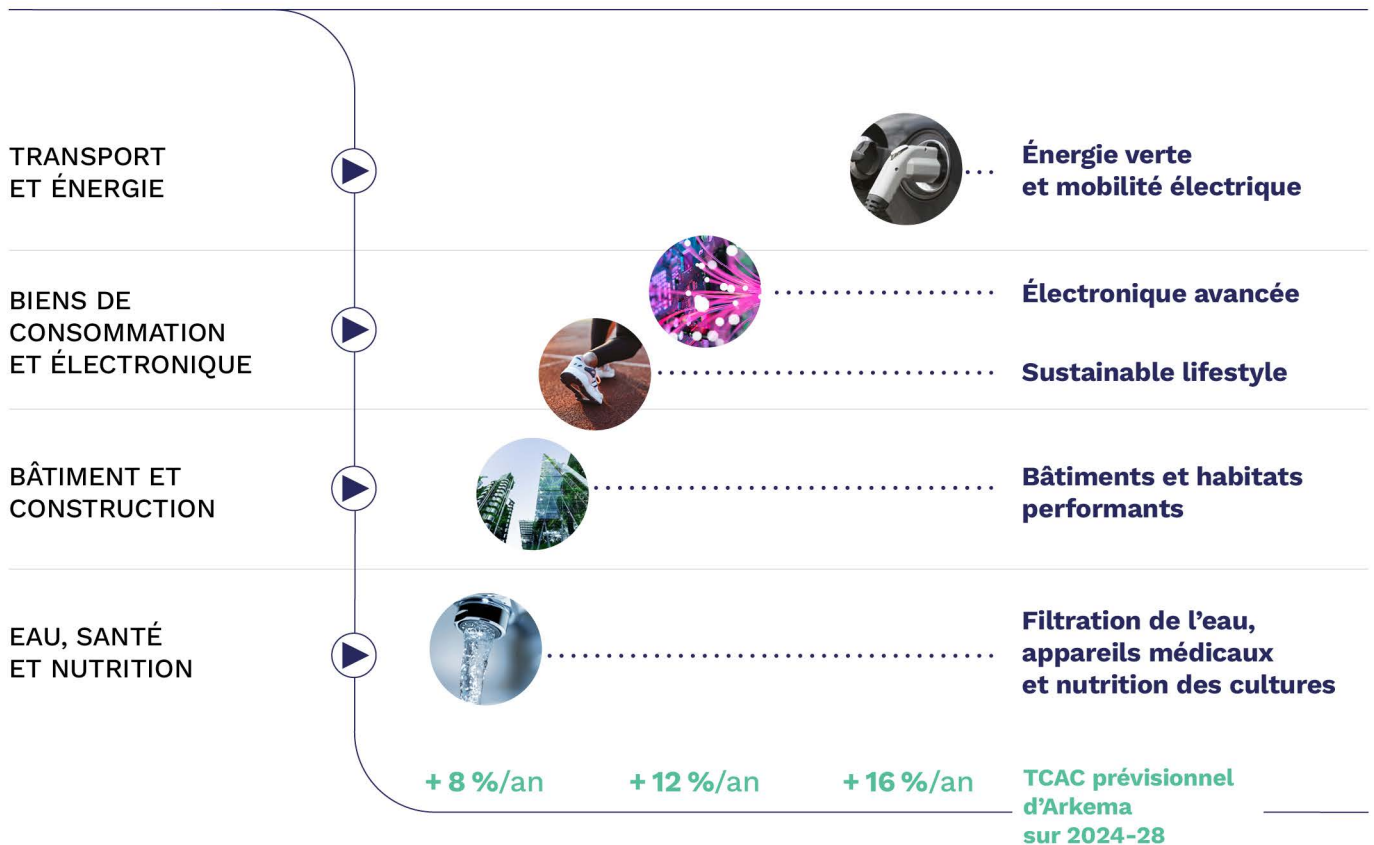 TRANSPORT
ET ÉNERGIE
Énergie verte
et mobilité électrique
BIENS DE
CONSOMMATION
ET ÉLECTRONIQUE
Électronique avancée
Sustainable lifestyle
BÂTIMENT ET
CONSTRUCTION
Bâtiments et habitats
performants
EAU, SANTÉ
ET NUTRITION
Filtration de l’eau,
appareils médicaux
et nutrition des cultures
+ 8 %/an
+ 12 %/an
+ 16 %/an
TCAC prévisionnel
d’Arkema
sur 2024-28